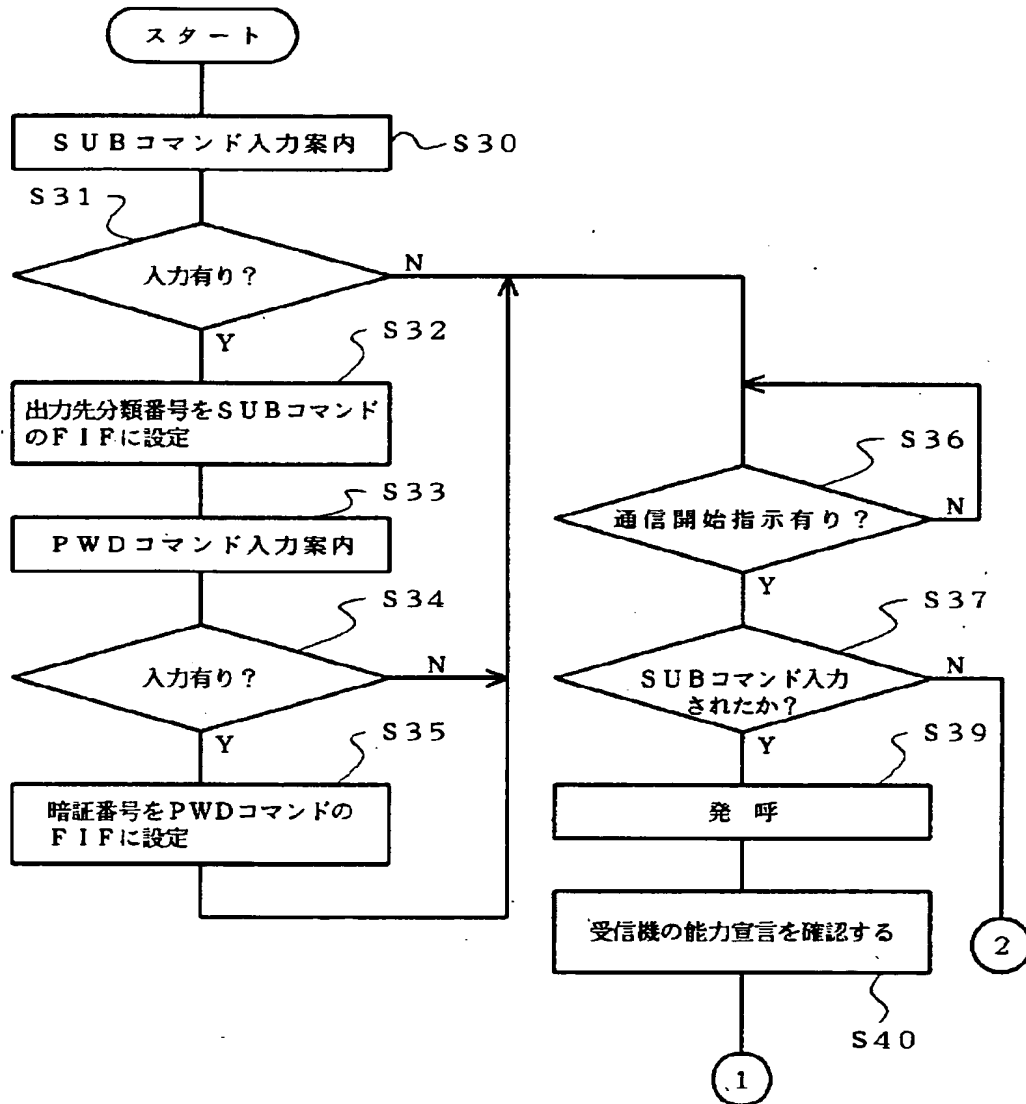 スタート
SUBコマンド入力案内
S30
S31
入力有り?
N
Y
S32
出力先分類番号をSUBコマンド
のFIFに設定
S33
PWDコマンド入力案内
S34
入力有り?
N
Y
S35
暗証番号をPWDコマンドの
FIFに設定
S36
通信開始指示有り?
N
Y
S37
SUBコマンド入力
されたか?
N
Y
S39
発呼
受信機の能力宣言を確認する
S40
1
2